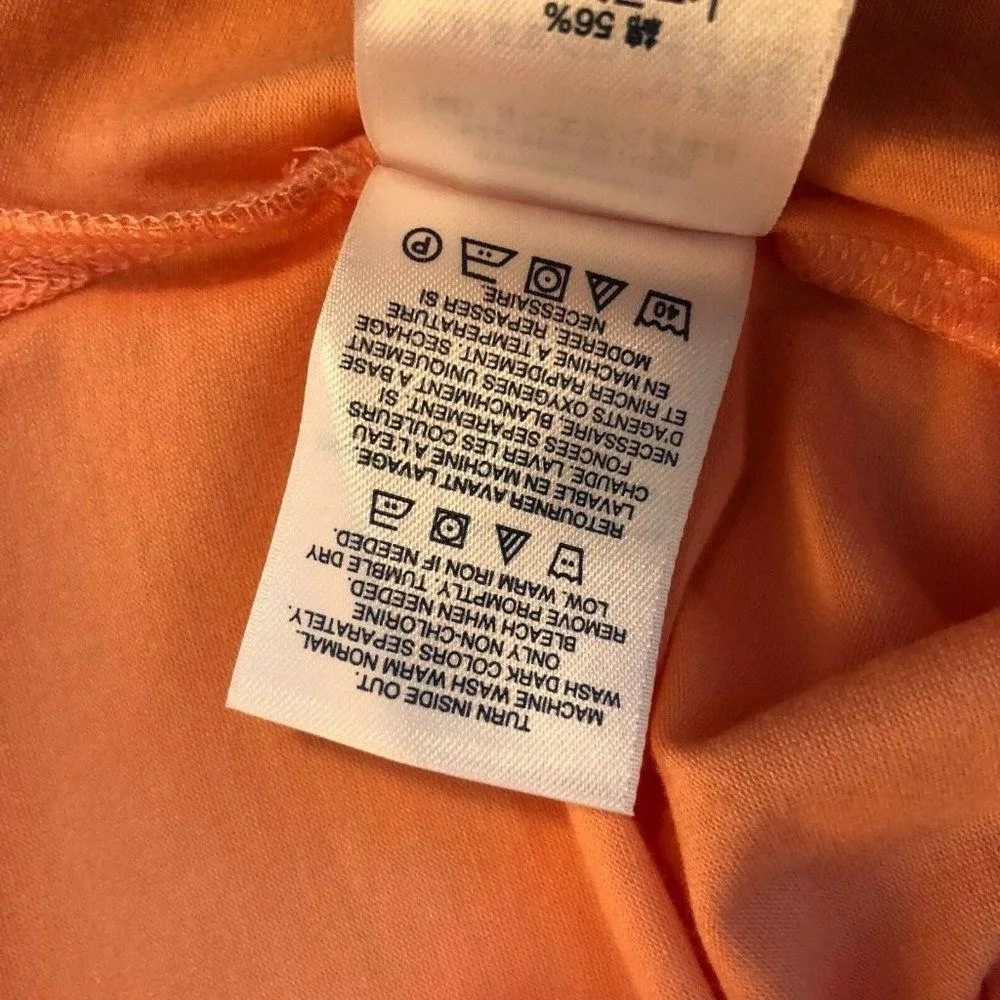 TURN INSIDE OUT.
MACHINE WASH WARM NORMAL.
WASH DARK COLORS SEPARATELY.
ONLY NON-CHLORINE
BLEACH WHEN NEEDED
REMOVE PROMPTLY. TUMBLE DRY
LOW. WARM IRON IF NEEDED.
RETOURNER AVANT LAVAGE.
LAVABLE EN MACHINE A L'EAU
CHAUDE. LAVER LES COULEURS
FONCÉES SEPAREMENT. SI
NECESSAIRE, BLANCHIMENT A BASE
D'AGENTS OXYGENES UNIQUEMENT
ET RINCER RAPIDEMENT. SECHAGE
EN MACHINE A TEMPERATURE
MODEREE. REPASSER SI
NECESSAIRE.
40 P
56%